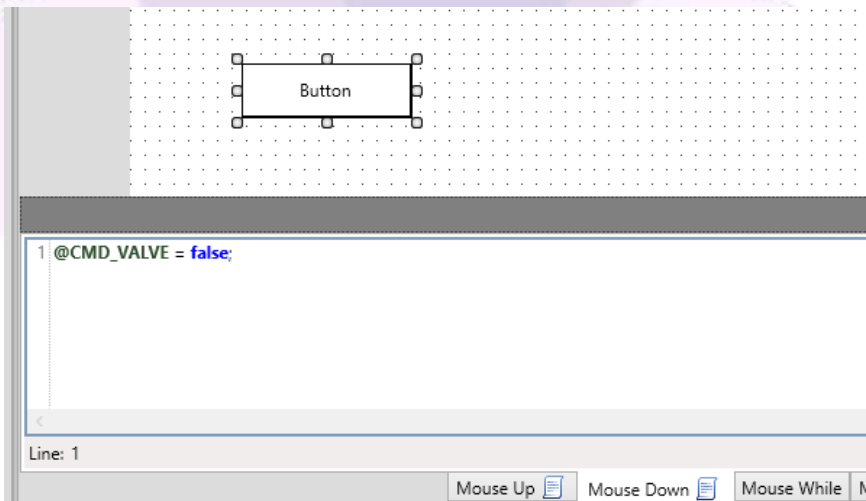 Button
1 @CMD_VALVE = false;
Line: 1
Mouse Up Mouse Down Mouse While M